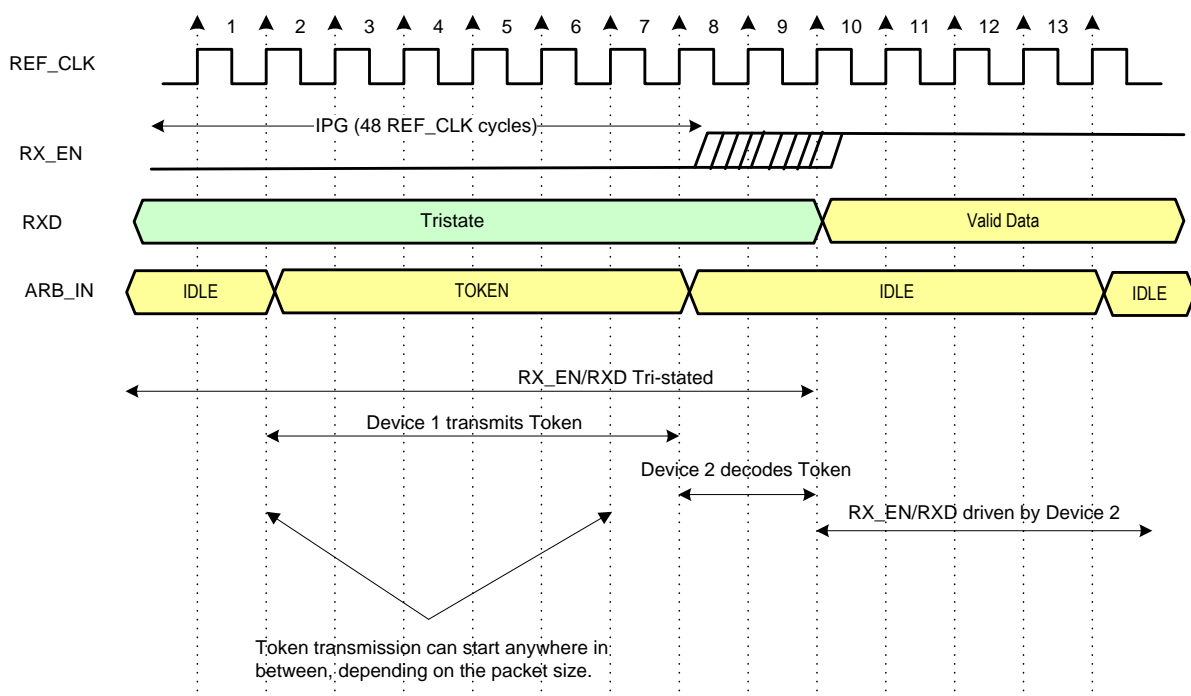 1 2 3 4 5 6 7 8 9 10 11 12 13
REF_CLK
IPG (48 REF_CLK cycles)
RX_EN
RXD
Tristate
Valid Data
ARB_IN
IDLE
TOKEN
IDLE
IDLE
RX_EN/RXD Tri-stated
Device 1 transmits Token
Device 2 decodes Token
RX_EN/RXD driven by Device 2
Token transmission can start anywhere in
between, depending on the packet size.